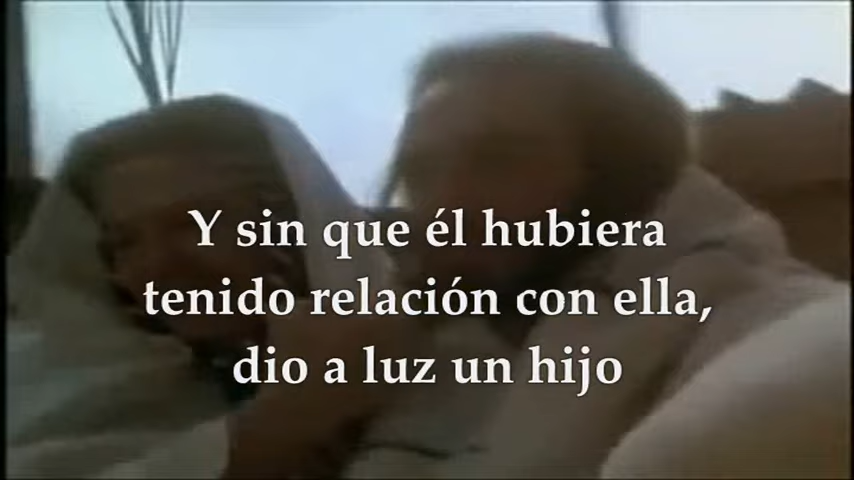 Y sin que él hubiera
tenido relación con ella,
dio a luz un hijo